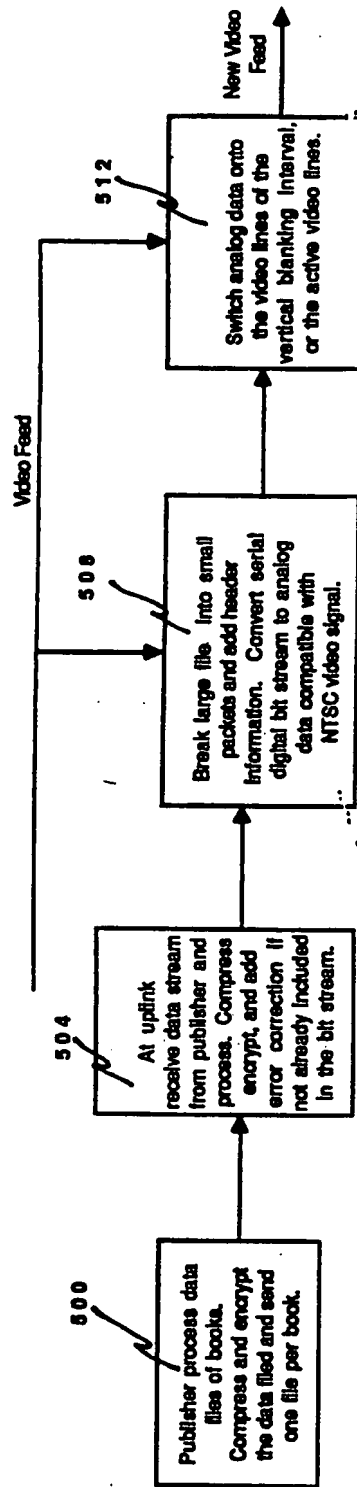 500
Publisher process data
files of books.
Compress and encrypt
the data filed and send
one file per book.
504
At uplink
receive data stream
from publisher and
process. Compress
encrypt, and add
error correction if
not already included
in the bit stream.
Video Feed
508
Break large file into small
packets and add header
information. Convert serial
digital bit stream to analog
data compatible with
NTSC video signal.
512
Switch analog data onto
the video lines of the
vertical blanking interval,
or the active video lines.
New Video
Feed